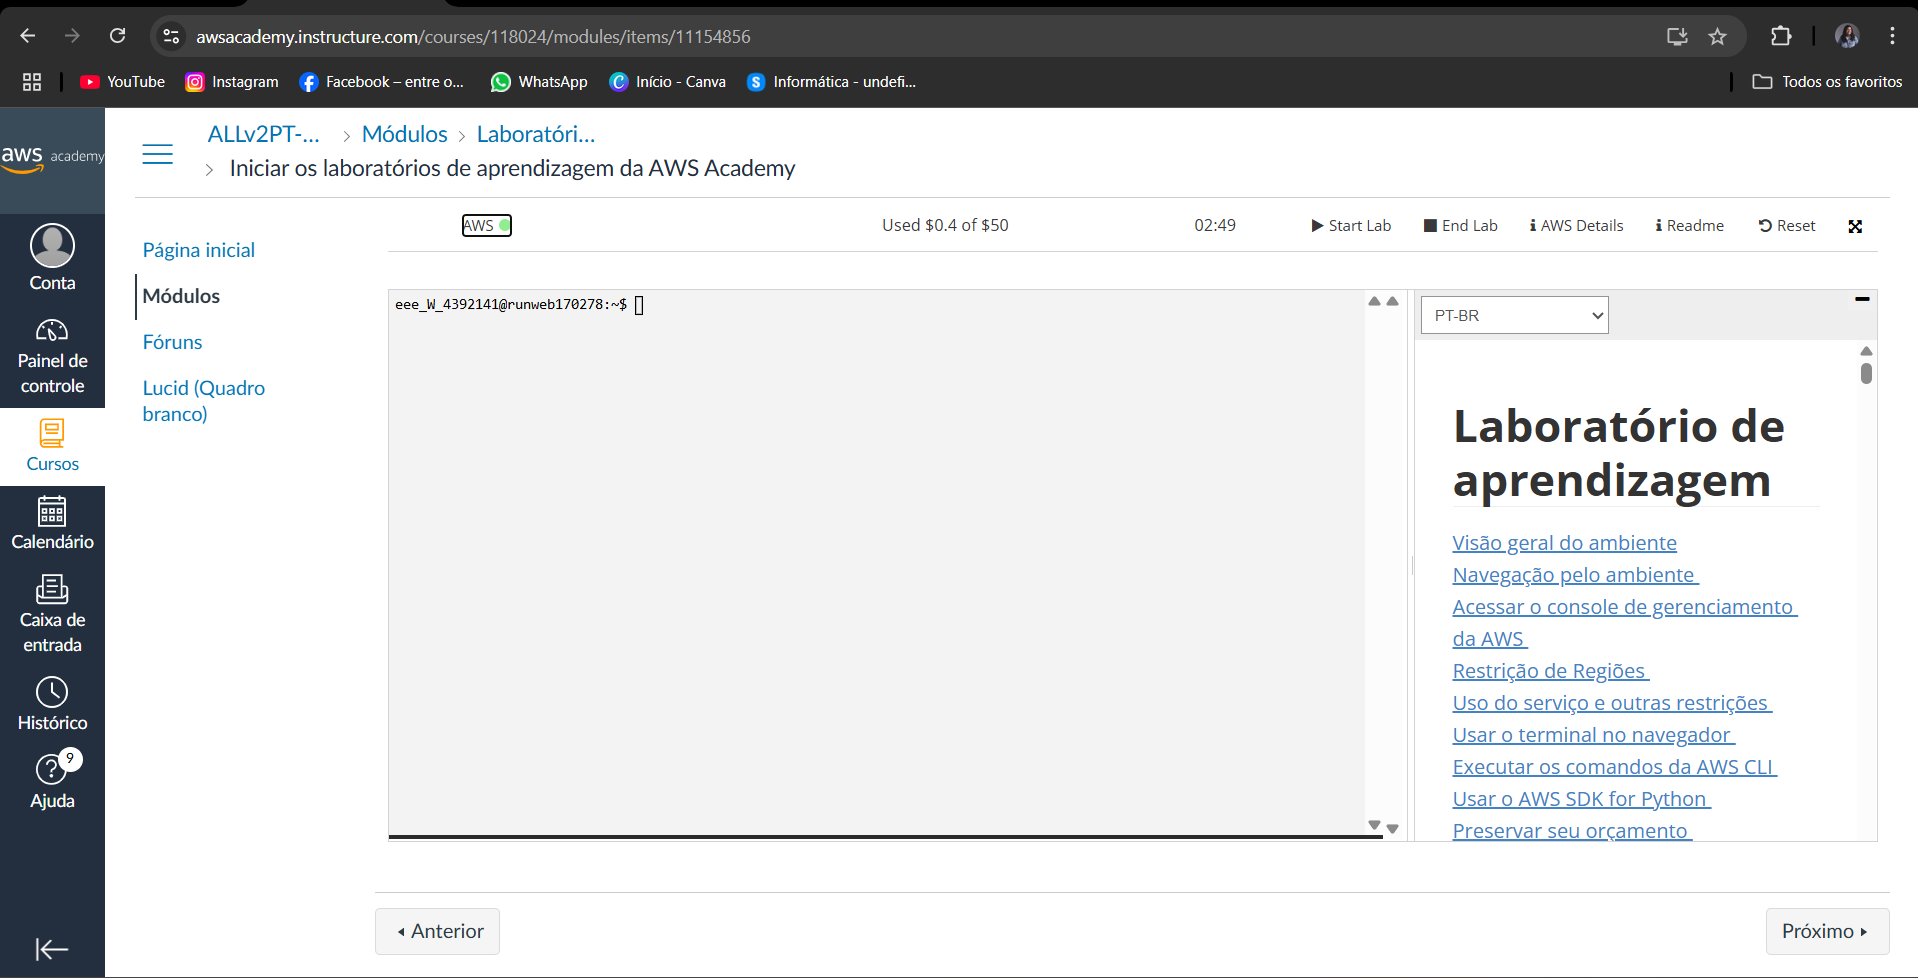 awsacademy.instructure.com/courses/118024/modules/items/11154856
YouTube
Instagram
Facebook – entre o...
WhatsApp
Início - Canva
Informática - undefi...
Todos os favoritos
aws academy
Conta
Painel de
controle
Cursos
Calendário
Caixa de
entrada
Histórico
9
Ajuda
ALLv2PT-... > Módulos > Laboratóri...
> Iniciar os laboratórios de aprendizagem da AWS Academy
Página inicial
Módulos
Fóruns
Lucid (Quadro
branco)
AWS
Used $0.4 of $50
02:49
Start Lab
End Lab
AWS Details
Readme
Reset
eee_W_4392141@runweb170278:~$
PT-BR
Laboratório de
aprendizagem
Visão geral do ambiente
Navegação pelo ambiente
Acessar o console de gerenciamento
da AWS
Restrição de Regiões
Uso do serviço e outras restrições
Usar o terminal no navegador
Executar os comandos da AWS CLI
Usar o AWS SDK for Python
Preservar seu orçamento
Anterior
Próximo